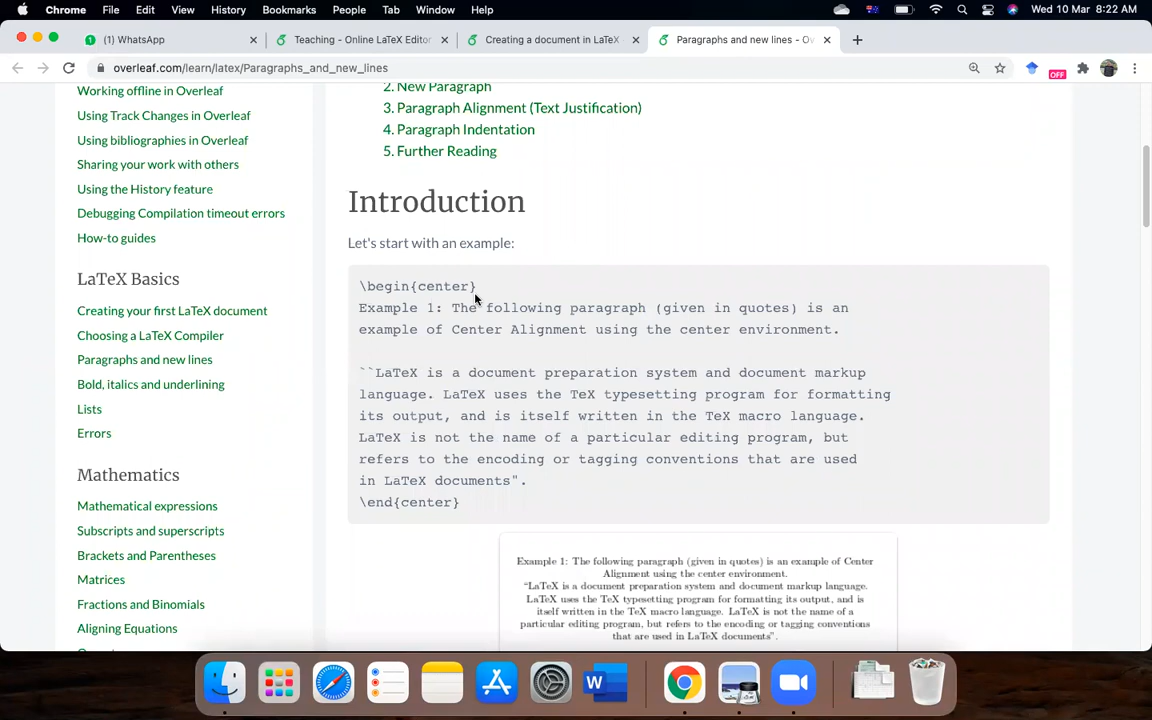 Chrome File Edit View History Bookmarks People Tab Window Help Wed 10 Mar 8:22 AM
(1) WhatsApp
Teaching - Online LaTeX Editor
Creating a document in LaTeX
Paragraphs and new lines - Ov
overleaf.com/learn/latex/Paragraphs_and_new_lines
OFF
Working offline in Overleaf
Using Track Changes in Overleaf
Using bibliographies in Overleaf
Sharing your work with others
Using the History feature
Debugging Compilation timeout errors
How-to guides
LaTeX Basics
Creating your first LaTeX document
Choosing a LaTeX Compiler
Paragraphs and new lines
Bold, italics and underlining
Lists
Errors
Mathematics
Mathematical expressions
Subscripts and superscripts
Brackets and Parentheses
Matrices
Fractions and Binomials
Aligning Equations
2. New Paragraph
3. Paragraph Alignment (Text Justification)
4. Paragraph Indentation
5. Further Reading
Introduction
Let's start with an example:
\begin{center}
Example 1: The following paragraph (given in quotes) is an
example of Center Alignment using the center environment.
``LaTeX is a document preparation system and document markup
language. LaTeX uses the TeX typesetting program for formatting
its output, and is itself written in the TeX macro language.
LaTeX is not the name of a particular editing program, but
refers to the encoding or tagging conventions that are used
in LaTeX documents".
\end{center}
Example 1: The following paragraph (given in quotes) is an example of Center
Alignment using the center environment.
“LaTeX is a document preparation system and document markup language.
LaTeX uses the TeX typesetting program for formatting its output, and is
itself written in the TeX macro language. LaTeX is not the name of a
particular editing program, but refers to the encoding or tagging conventions
that are used in LaTeX documents”.
W